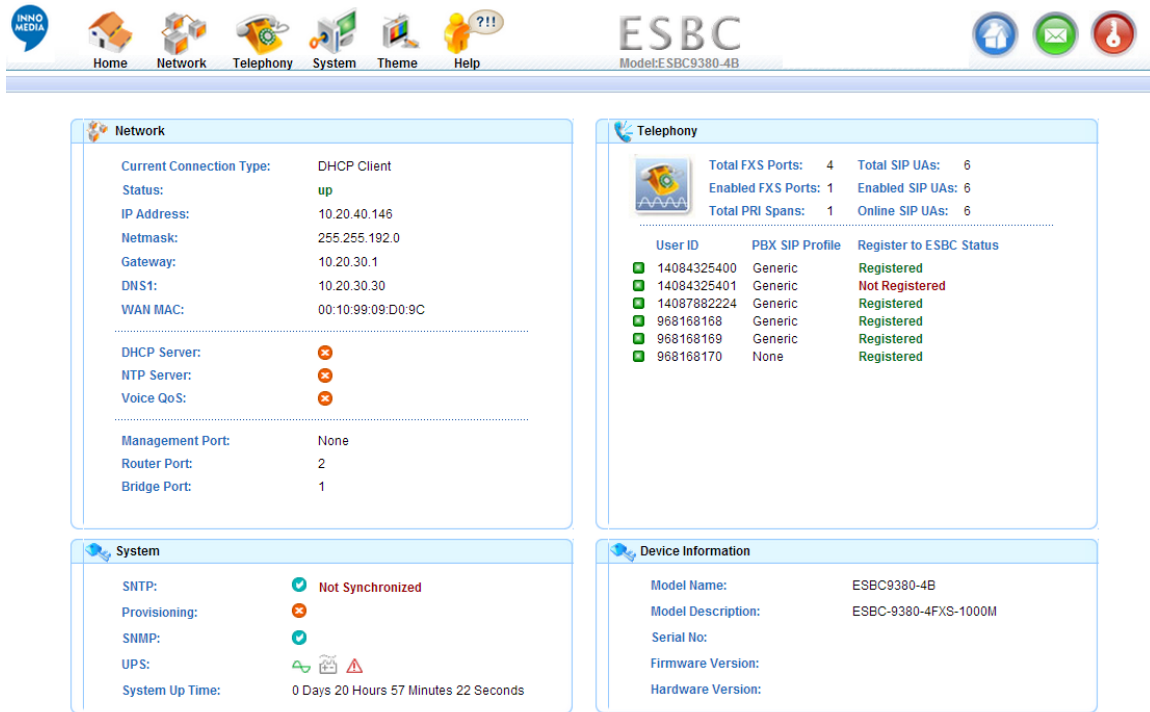 INNO
MEDIA
Home Network Telephony System Theme Help
?!!
ESBC
Model:ESBC9380-4B
Network
Current Connection Type: DHCP Client
Status: up
IP Address: 10.20.40.146
Netmask: 255.255.192.0
Gateway: 10.20.30.1
DNS1: 10.20.30.30
WAN MAC: 00:10:99:09:D0:9C
DHCP Server:
NTP Server:
Voice QoS:
Management Port: None
Router Port: 2
Bridge Port: 1
Telephony
Total FXS Ports: 4 Total SIP UAs: 6
Enabled FXS Ports: 1 Enabled SIP UAs: 6
Total PRI Spans: 1 Online SIP UAs: 6
User ID PBX SIP Profile Register to ESBC Status
14084325400 Generic Registered
14084325401 Generic Not Registered
14087882224 Generic Registered
968168168 Generic Registered
968168169 Generic Registered
968168170 None Registered
System
SNTP: Not Synchronized
Provisioning:
SNMP:
UPS:
System Up Time: 0 Days 20 Hours 57 Minutes 22 Seconds
Device Information
Model Name: ESBC9380-4B
Model Description: ESBC-9380-4FXS-1000M
Serial No:
Firmware Version:
Hardware Version: